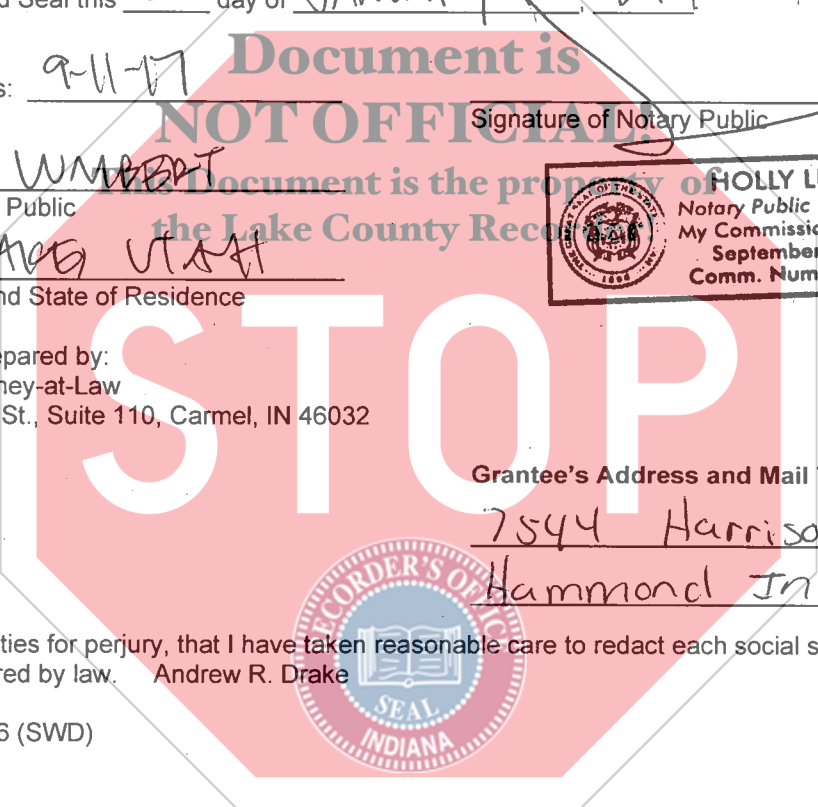 d Seal this day of
Document is
s: 9-11-17
NOT OFFICIAL!
Signature of Notary Public
WMBERT
This Document is the property of
HOLLY L
Public
Notary Public
the Lake County Recorder!
My Commissio
UTAH
September
Comm. Num
nd State of Residence
epared by:
ney-at-Law
St., Suite 110, Carmel, IN 46032
STOP
Grantee's Address and Mail
7544 Harriso
Hammond In
RECORDER'S OFFICE
ties for perjury, that I have taken reasonable care to redact each social s
red by law. Andrew R. Drake
SEAL
INDIANA
6 (SWD)